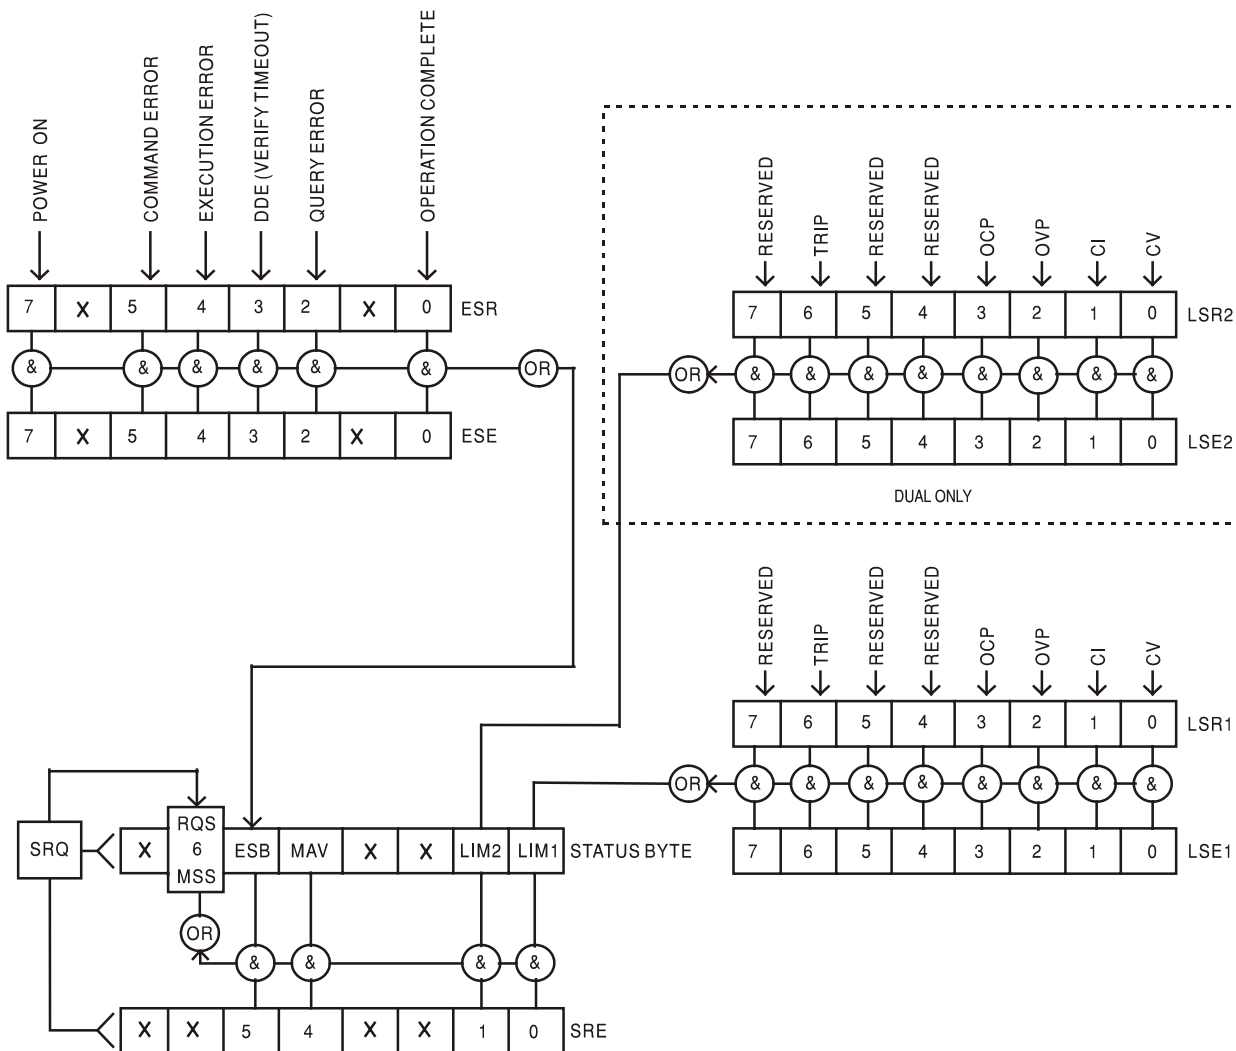 POWER ON
COMMAND ERROR
EXECUTION ERROR
DDE (VERIFY TIMEOUT)
QUERY ERROR
OPERATION COMPLETE
7 X 5 4 3 2 X 0 ESR
& & & & & & OR
7 X 5 4 3 2 X 0 ESE
RESERVED
TRIP
RESERVED
RESERVED
OCP
OVP
CI
CV
7 6 5 4 3 2 1 0 LSR2
OR & & & & & & & &
7 6 5 4 3 2 1 0 LSE2
DUAL ONLY
RESERVED
TRIP
RESERVED
RESERVED
OCP
OVP
CI
CV
7 6 5 4 3 2 1 0 LSR1
OR & & & & & & & &
7 6 5 4 3 2 1 0 LSE1
SRQ
X
RQS
6
MSS
ESB MAV X X LIM2 LIM1 STATUS BYTE
OR
& & & &
X X 5 4 X X 1 0 SRE